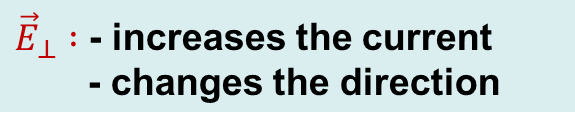 E⃗⊥ : - increases the current
- changes the direction